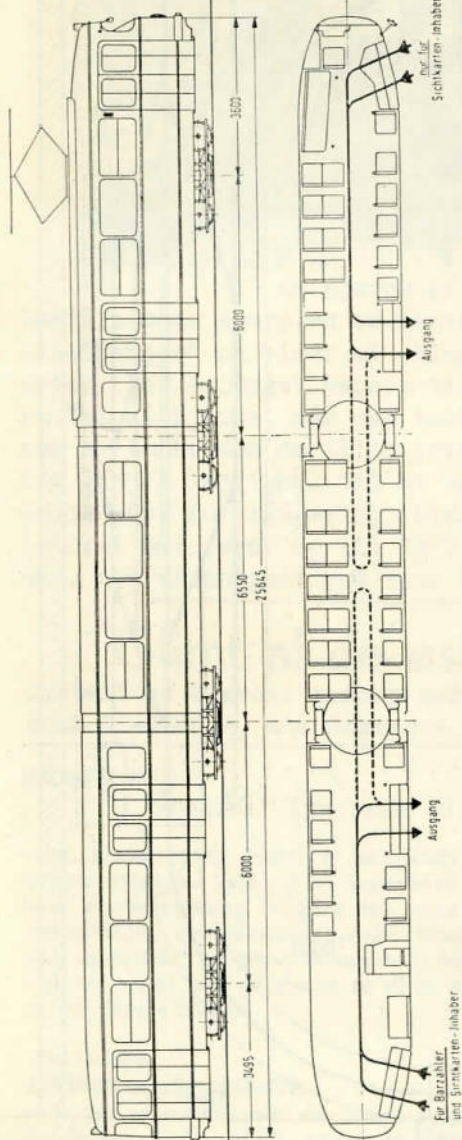 3600
6000
6550
25645
6000
3495
nur für
Sichtkarten-Inhaber
Ausgang
Ausgang
Für Barzahler
und Sichtkarten-Inhaber